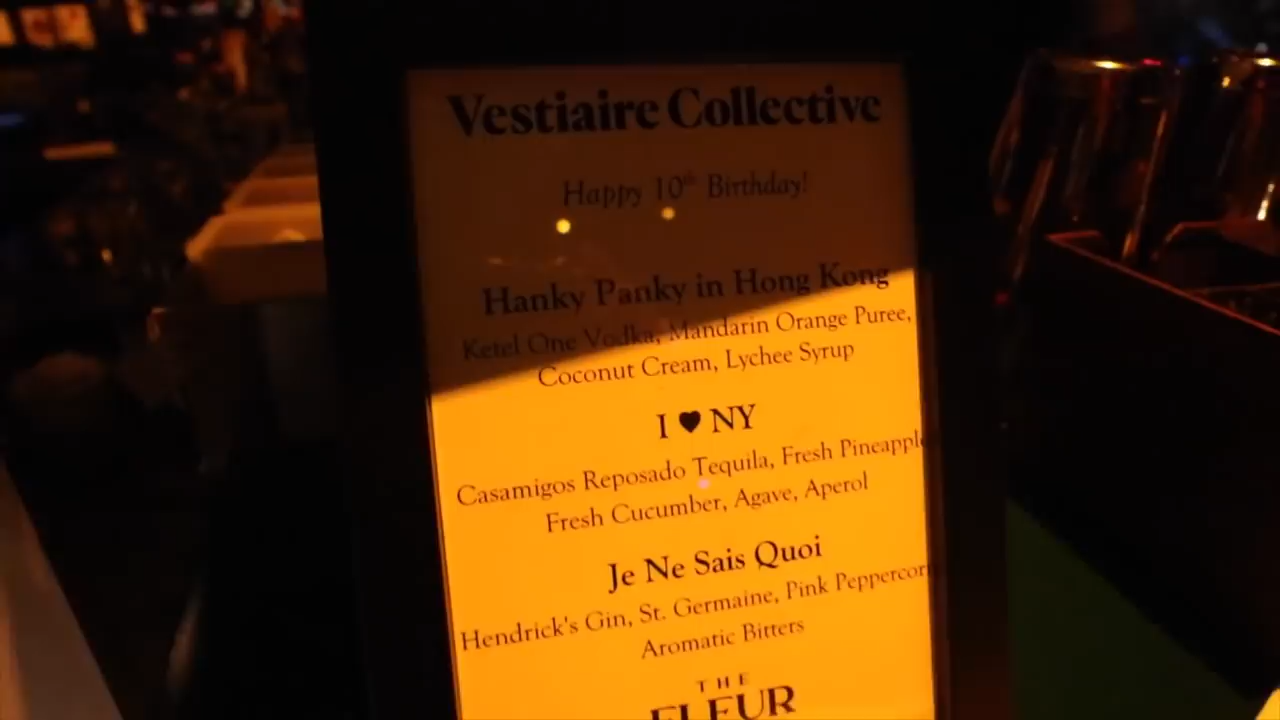 Vestiaire Collective
Happy 10th Birthday!
Hanky Panky in Hong Kong
Ketel One Vodka, Mandarin Orange Puree,
Coconut Cream, Lychee Syrup
I ♥ NY
Casamigos Reposado Tequila, Fresh Pineapple
Fresh Cucumber, Agave, Aperol
Je Ne Sais Quoi
Hendrick's Gin, St. Germaine, Pink Peppercorn
Aromatic Bitters
THE
FLEUR